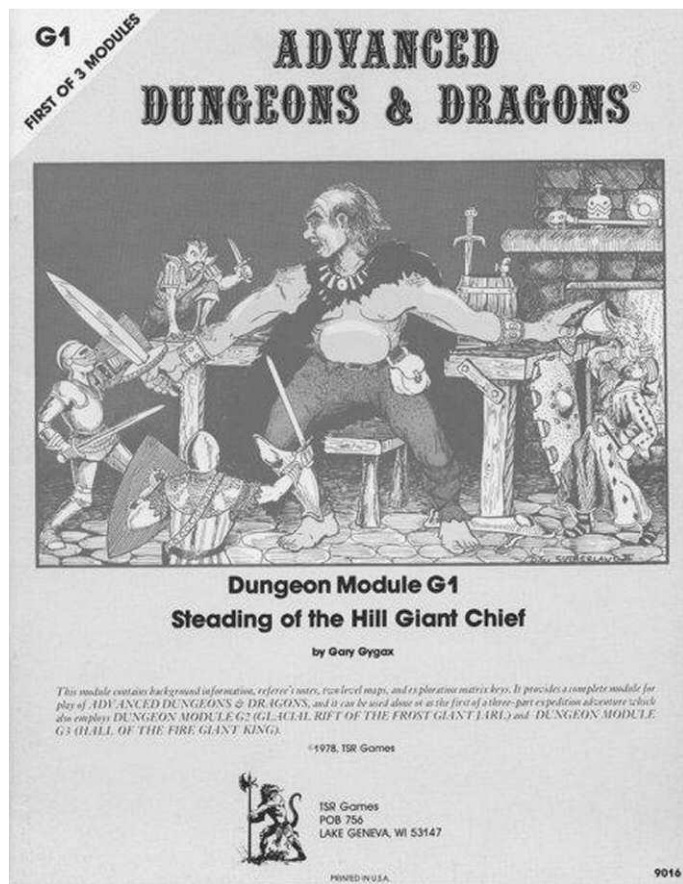 G1
FIRST OF 3 MODULES
ADVANCED
DUNGEONS & DRAGONS®
Dungeon Module G1
Steading of the Hill Giant Chief
by Gary Gygax
This module contains background information, referee's notes, two level maps, and exploration matrix keys. It provides a complete module for
play of ADVANCED DUNGEONS & DRAGONS, and it can be used alone or as the first of a three-part expedition adventure which
also employs DUNGEON MODULE G2 (GLACIAL RIFT OF THE FROST GIANT JARL) and DUNGEON MODULE
G3 (HALL OF THE FIRE GIANT KING).
©1978, TSR Games
TSR Games
POB 756
LAKE GENEVA, WI 53147
PRINTED IN U.S.A.
9016